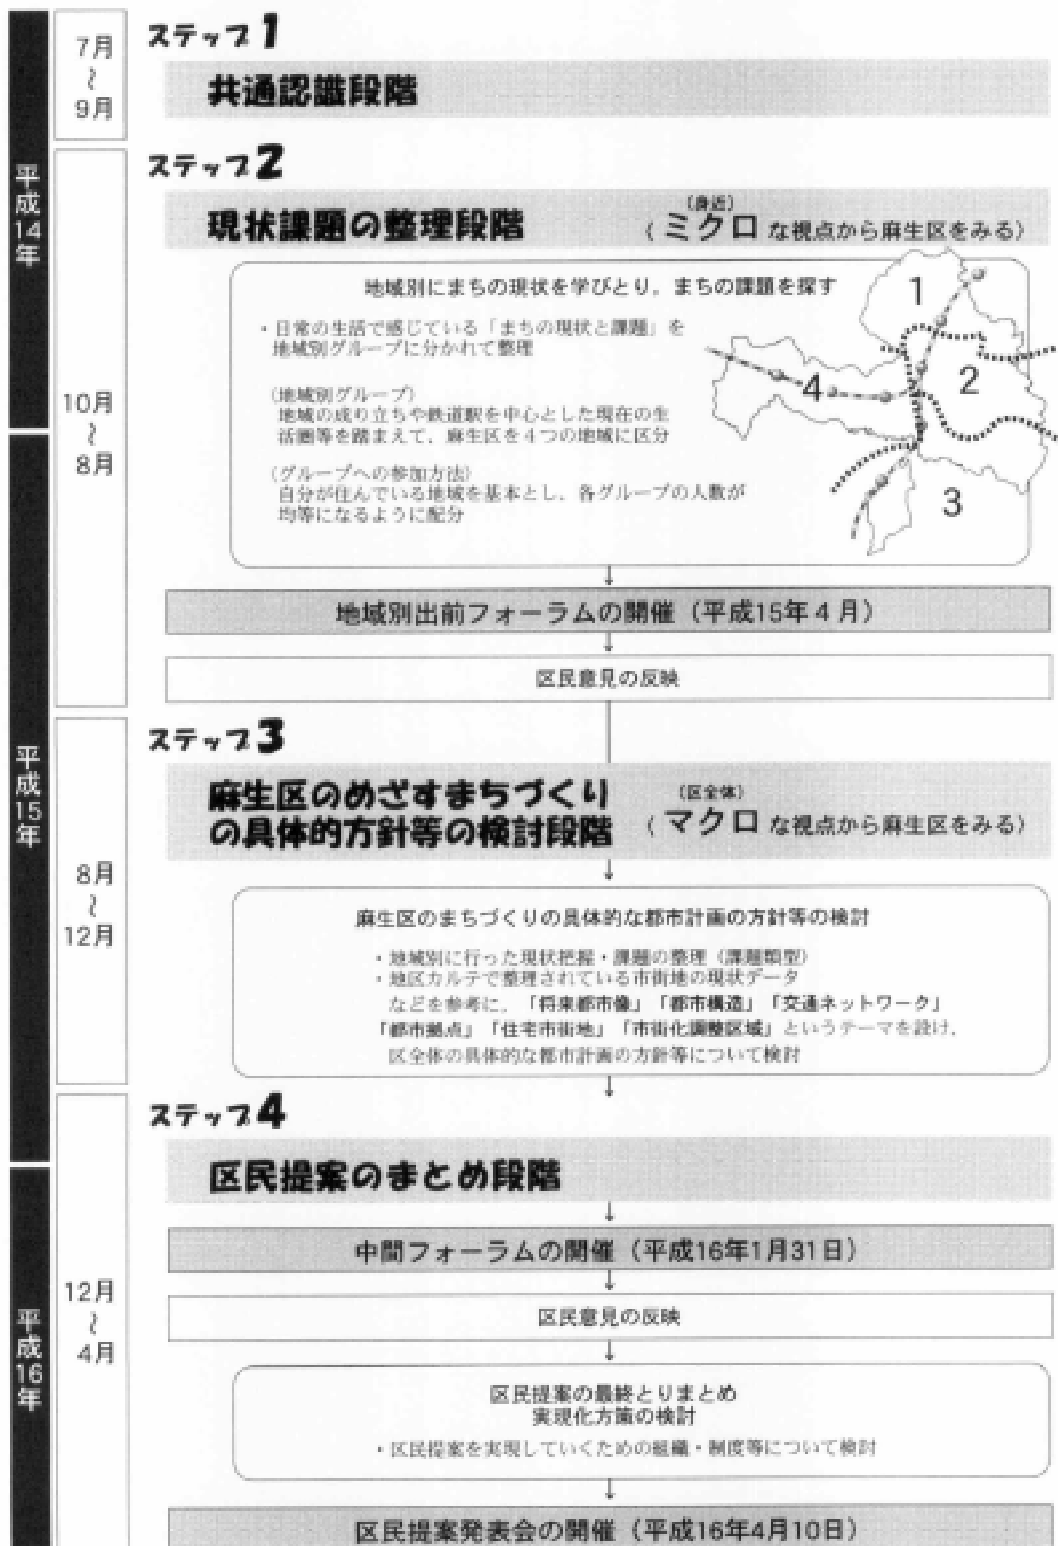 平成14年
7月
〜
9月
ステップ1
共通認識段階
10月
〜
8月
ステップ2
現状課題の整理段階
(身近)
(ミクロな視点から麻生区をみる)
地域別にまちの現状を学びとり、まちの課題を探す
・日常の生活で感じている「まちの現状と課題」を
地域別グループに分かれて整理
(地域別グループ)
地域の成り立ちや鉄道駅を中心とした現在の生
活圏等を踏まえて、麻生区を4つの地域に区分
(グループへの参加方法)
自分が住んでいる地域を基本とし、各グループの人数が
均等になるように配分
1
2
4
3
地域別出前フォーラムの開催(平成15年4月)
区民意見の反映
平成15年
8月
〜
12月
ステップ3
麻生区のめざすまちづくり
の具体的方針等の検討段階
(区全体)
(マクロな視点から麻生区をみる)
麻生区のまちづくりの具体的な都市計画の方針等の検討
・地域別に行った現状把握・課題の整理(課題類型)
・地区カルテで整理されている市街地の現状データ
などを参考に、「将来都市像」「都市構造」「交通ネットワーク」
「都市拠点」「住宅市街地」「市街化調整区域」というテーマを設け、
区全体の具体的な都市計画の方針等について検討
平成16年
12月
〜
4月
ステップ4
区民提案のまとめ段階
中間フォーラムの開催(平成16年1月31日)
区民意見の反映
区民提案の最終とりまとめ
実現化方策の検討
・区民提案を実現していくための組織・制度等について検討
区民提案発表会の開催(平成16年4月10日)